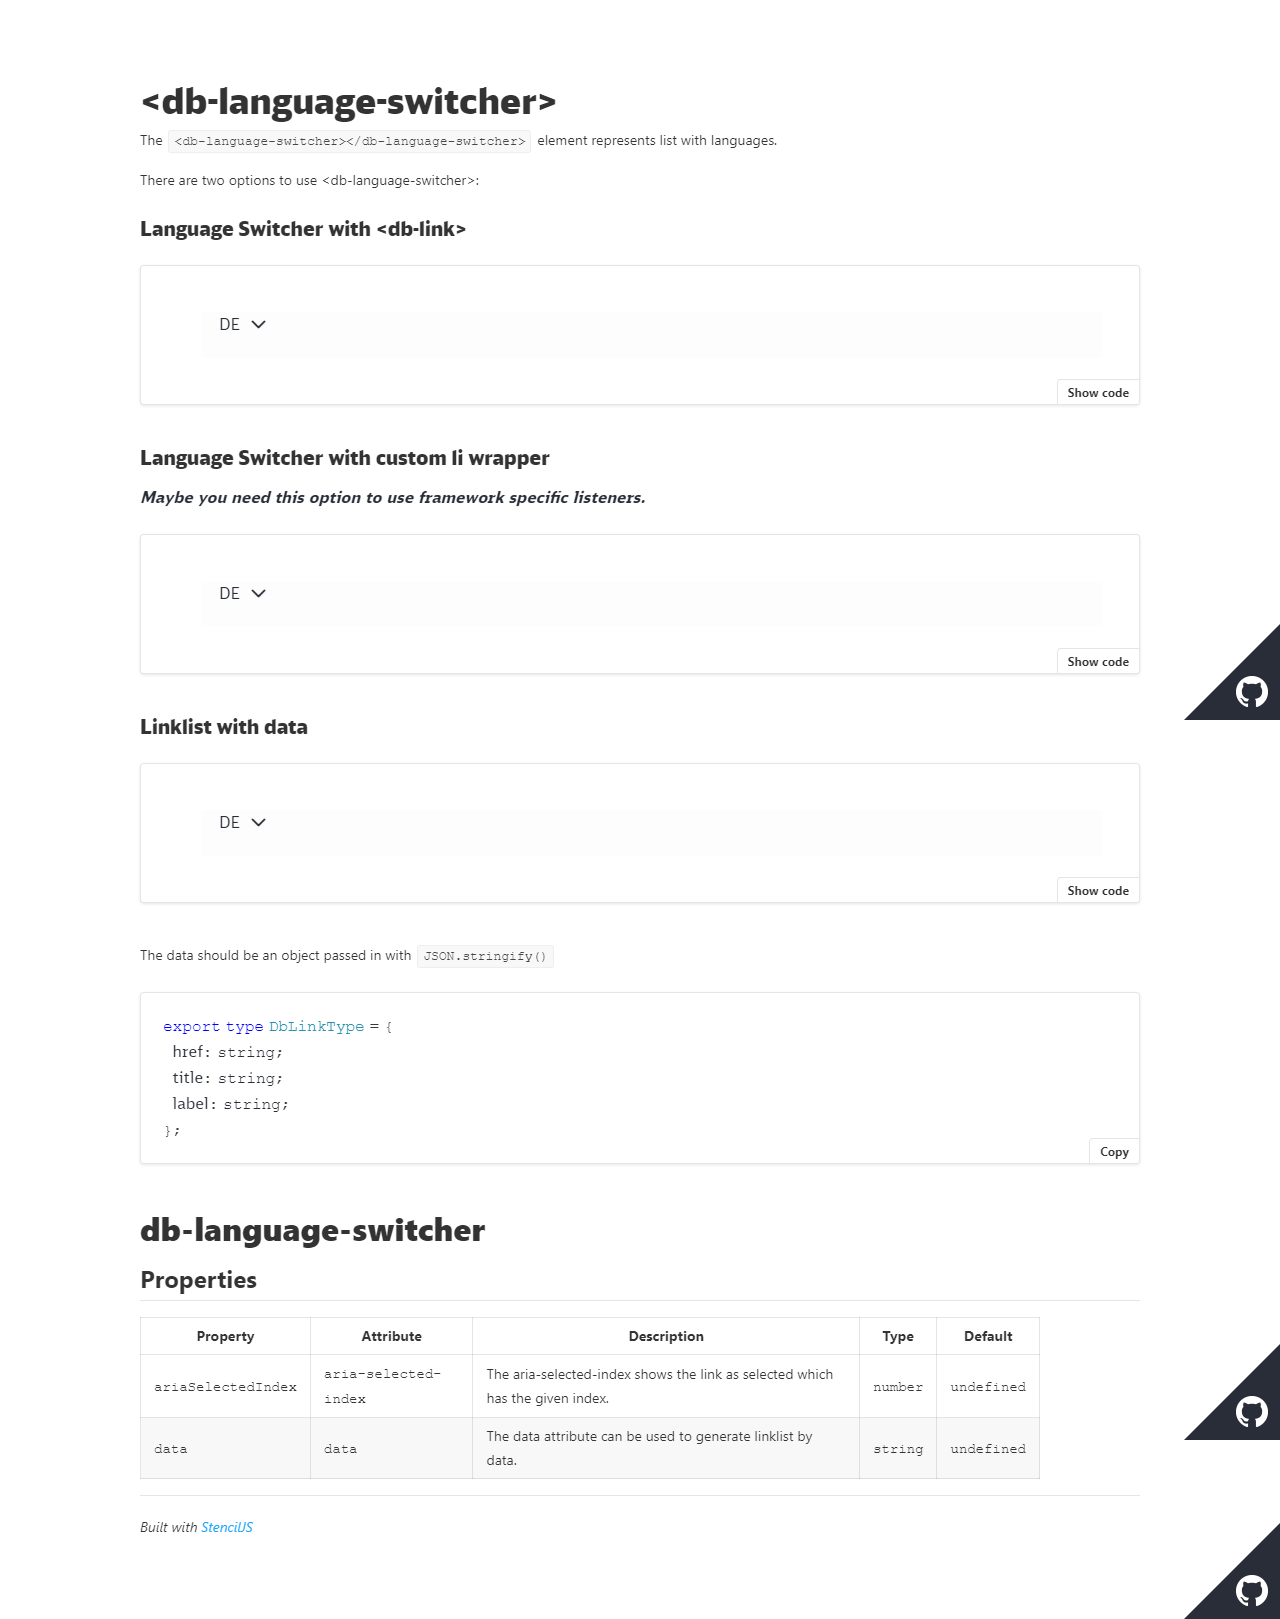 <db-language-switcher>
The <db-language-switcher></db-language-switcher> element represents list with languages.
There are two options to use <db-language-switcher>:
Language Switcher with <db-link>
DE
Show code
Language Switcher with custom li wrapper
Maybe you need this option to use framework specific listeners.
DE
Show code
Linklist with data
DE
Show code
The data should be an object passed in with JSON.stringify()
export type DbLinkType = {
href: string;
title: string;
label: string;
};
Copy
db-language-switcher
Properties
Property Attribute Description Type Default
ariaSelectedIndex aria-selected-index The aria-selected-index shows the link as selected which has the given index. number undefined
data data The data attribute can be used to generate linklist by data. string undefined
Built with StencilJS